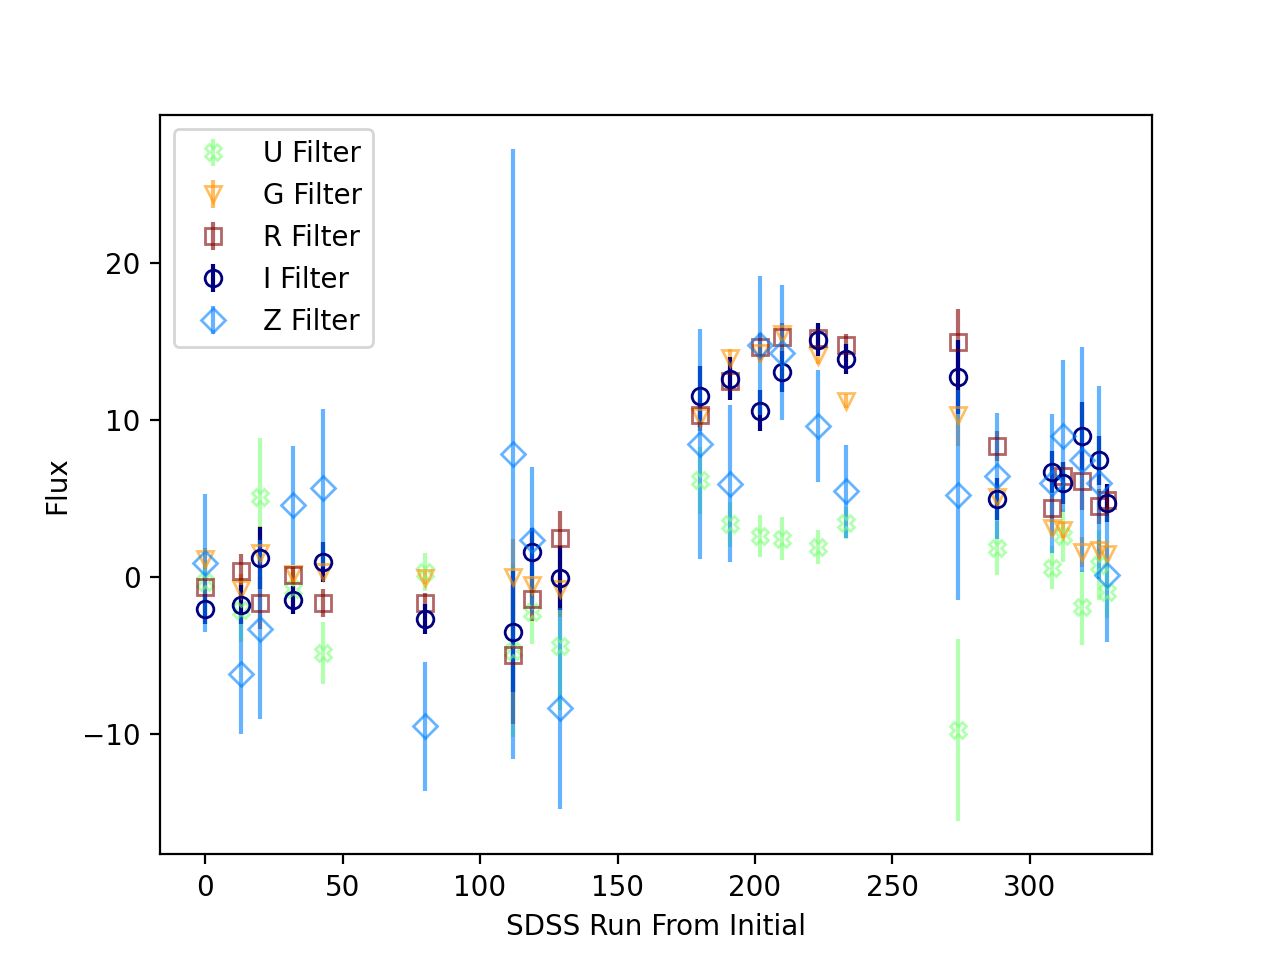 U Filter
G Filter
R Filter
I Filter
Z Filter
20
10
0
−10
Flux
0 50 100 150 200 250 300
SDSS Run From Initial